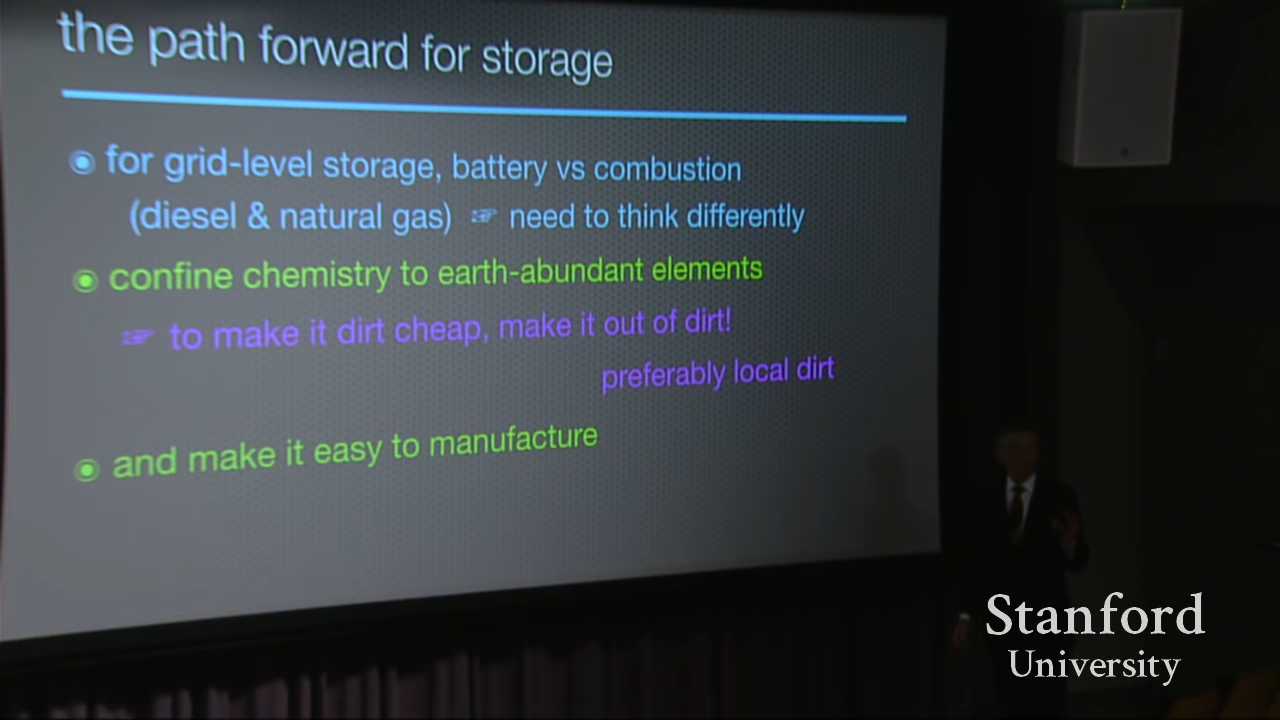 the path forward for storage
◉ for grid-level storage, battery vs combustion
(diesel & natural gas) ☞ need to think differently
◉ confine chemistry to earth-abundant elements
☞ to make it dirt cheap, make it out of dirt!
preferably local dirt
◉ and make it easy to manufacture
Stanford
University